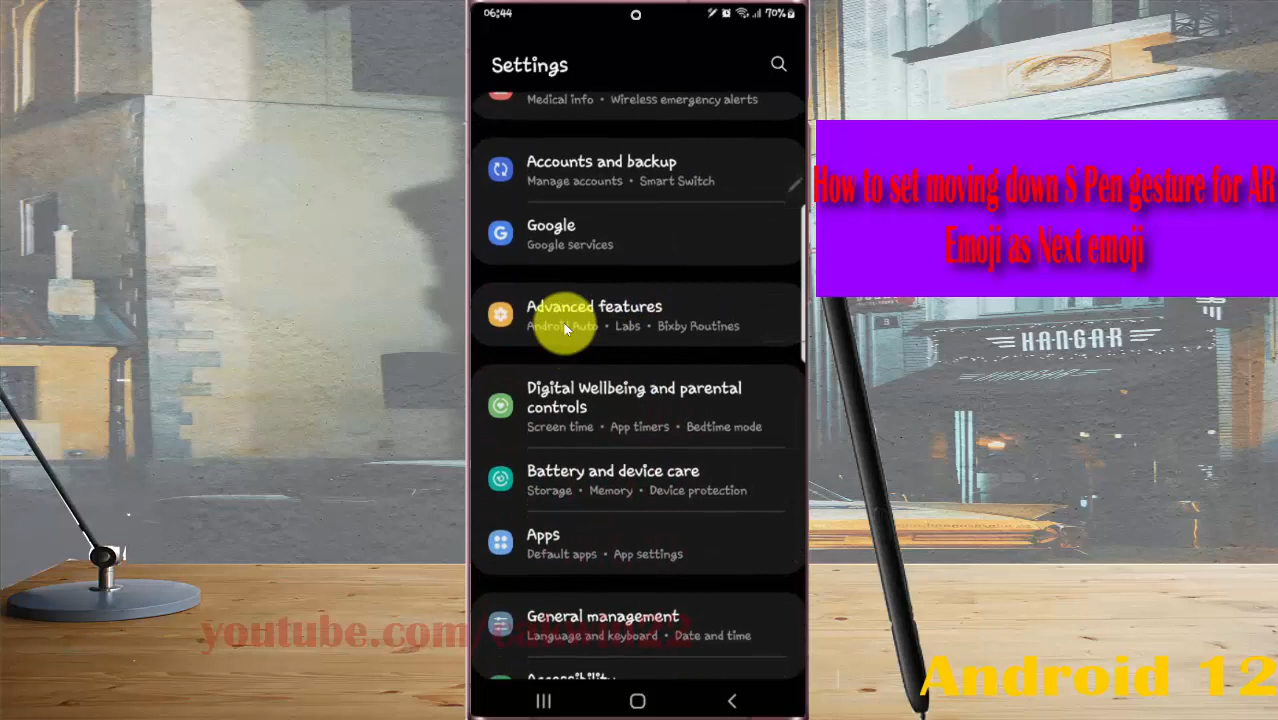 06:44
70%
Settings
Medical info • Wireless emergency alerts
Accounts and backup
Manage accounts • Smart Switch
Google
Google services
Advanced features
Android Auto • Labs • Bixby Routines
Digital Wellbeing and parental
controls
Screen time • App timers • Bedtime mode
Battery and device care
Storage • Memory • Device protection
Apps
Default apps • App settings
General management
Language and keyboard • Date and time
Accessibility
How to set moving down S Pen gesture for AR
Emoji as Next emoji
HANGAR
youtube.com/
Android 12